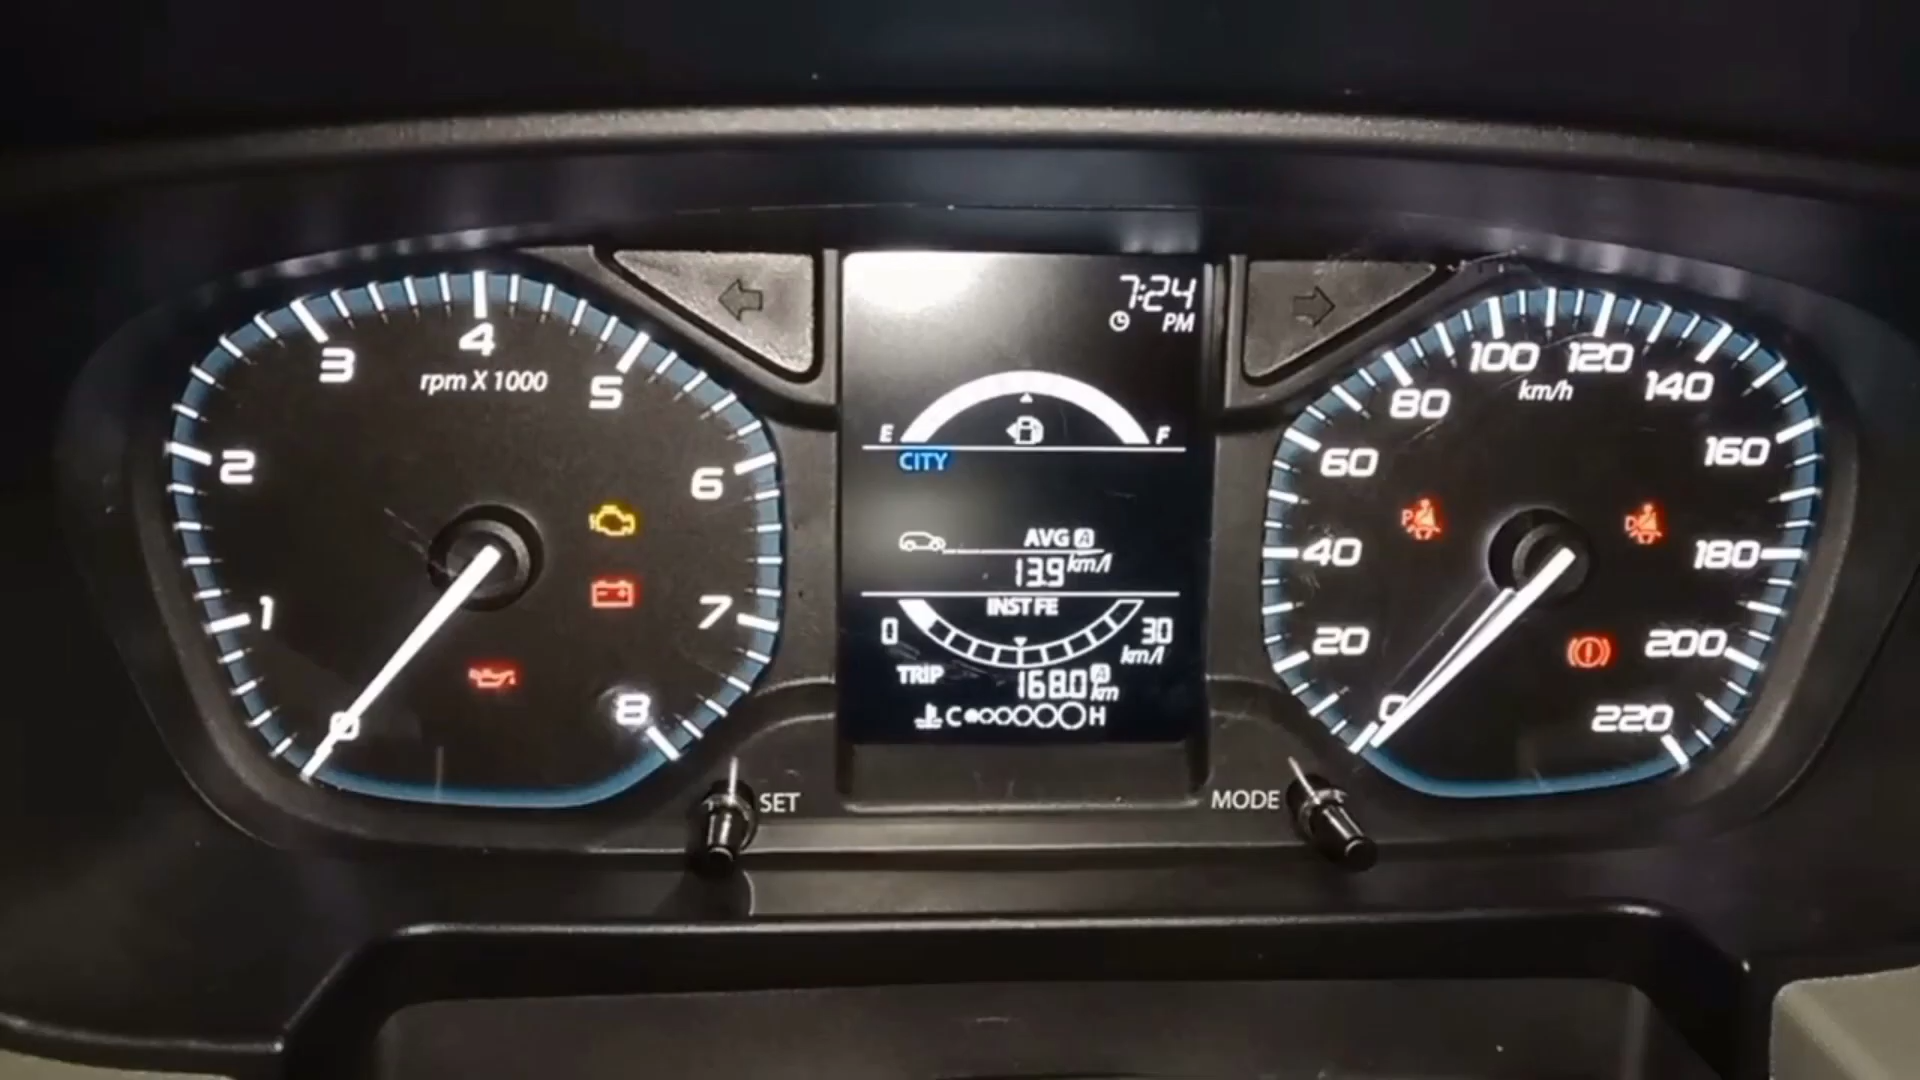 7:24
PM
E F
CITY
AVG A
13.9 km/l
INST FE
0 30
km/l
TRIP A
168.0 km
C H
0
1
2
3
4
5
6
7
8
rpm X 1000
0
20
40
60
80
100
120
140
160
180
200
220
km/h
P
D
SET
MODE